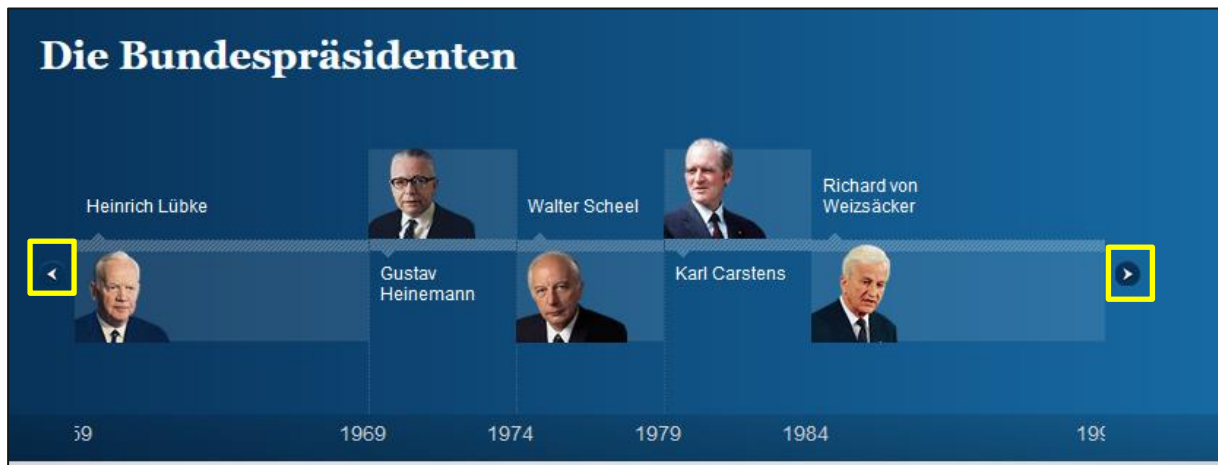 Die Bundespräsidenten
Heinrich Lübke
Gustav
Heinemann
Walter Scheel
Karl Carstens
Richard von
Weizsäcker
1969
1974
1979
1984